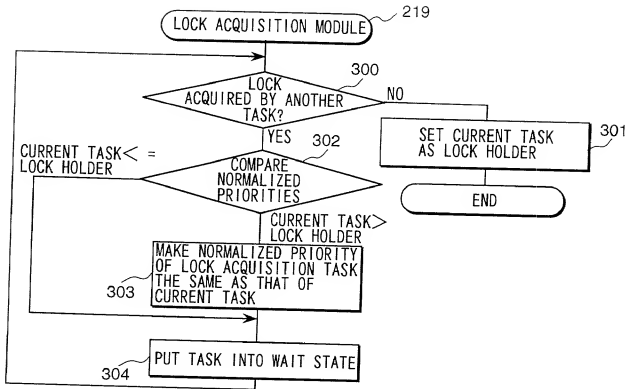 LOCK ACQUISITION MODULE
219
300
LOCK
ACQUIRED BY ANOTHER
TASK?
NO
YES
SET CURRENT TASK
AS LOCK HOLDER
301
END
302
CURRENT TASK< =
LOCK HOLDER
COMPARE
NORMALIZED
PRIORITIES
CURRENT TASK>
LOCK HOLDER
MAKE NORMALIZED PRIORITY
OF LOCK ACQUISITION TASK
THE SAME AS THAT OF
CURRENT TASK
303
PUT TASK INTO WAIT STATE
304